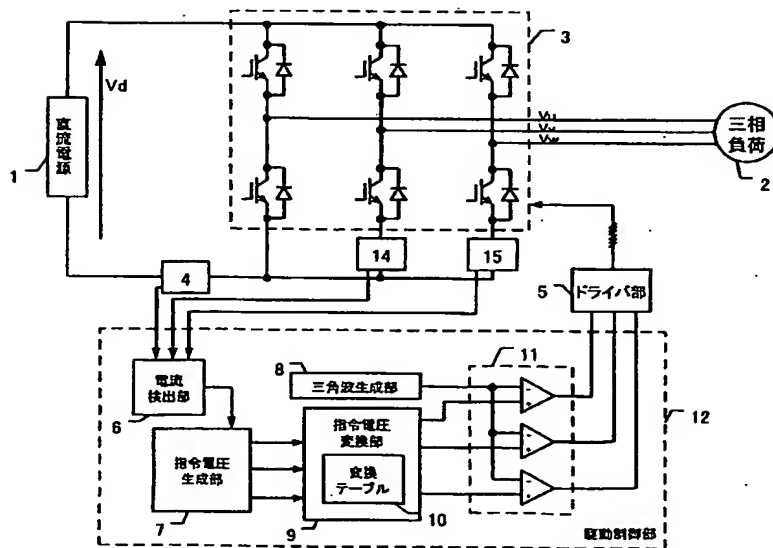 3
Vd
直流電源
1
Vu
Vv
Vw
三相
負荷
2
14
15
4
5
ドライバ部
11
8
三角波生成部
電流
検出部
6
12
指令電圧
変換部
指令電圧
生成部
変換
テーブル
7
9
10
駆動制御部